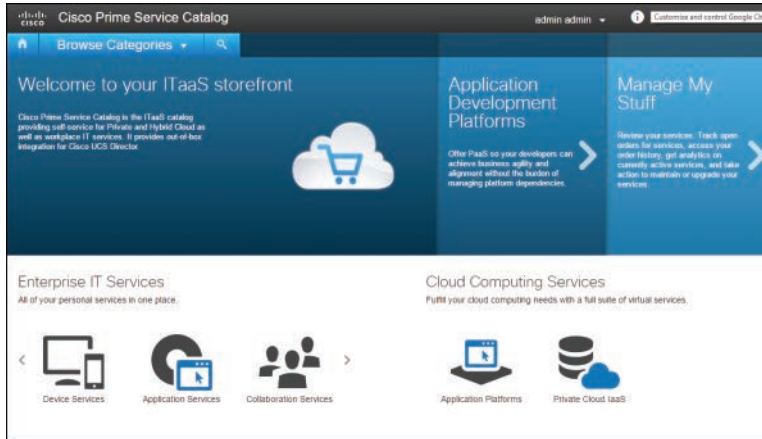 cisco Cisco Prime Service Catalog
admin admin
i
Customize and control Google Ch
Browse Categories
Welcome to your ITaaS storefront
Cisco Prime Service Catalog is the ITaaS catalog
providing self-service for Private and Hybrid Cloud as
well as workplace IT services. It provides out-of-box
integration for Cisco UCS Director
Application
Development
Platforms
Offer PaaS so your developers can
achieve business agility and
alignment without the burden of
managing platform dependencies.
Manage My
Stuff
Review your services: Track open
orders for services, access your
order history, get analytics on
currently active services, and take
action to maintain or upgrade your
services.
Enterprise IT Services
All of your personal services in one place.
Device Services
Application Services
Collaboration Services
Cloud Computing Services
Fulfill your cloud computing needs with a full suite of virtual services.
Application Platforms
Private Cloud IaaS